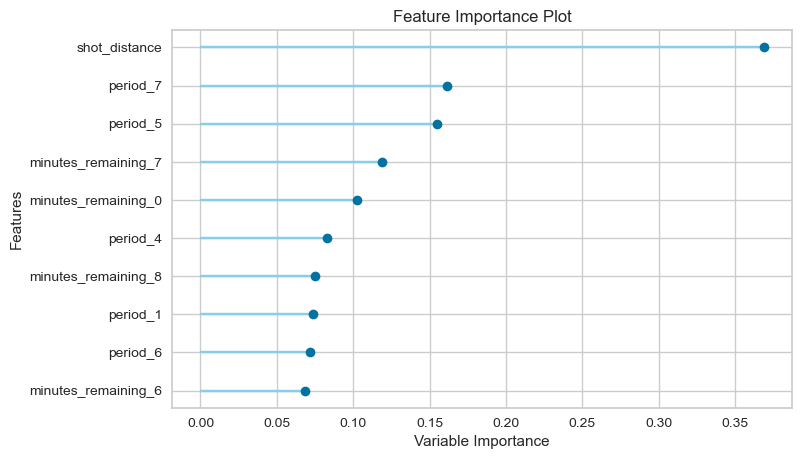 Feature Importance Plot
shot_distance
period_7
period_5
minutes_remaining_7
minutes_remaining_0
period_4
minutes_remaining_8
period_1
period_6
minutes_remaining_6
Features
0.00 0.05 0.10 0.15 0.20 0.25 0.30 0.35
Variable Importance